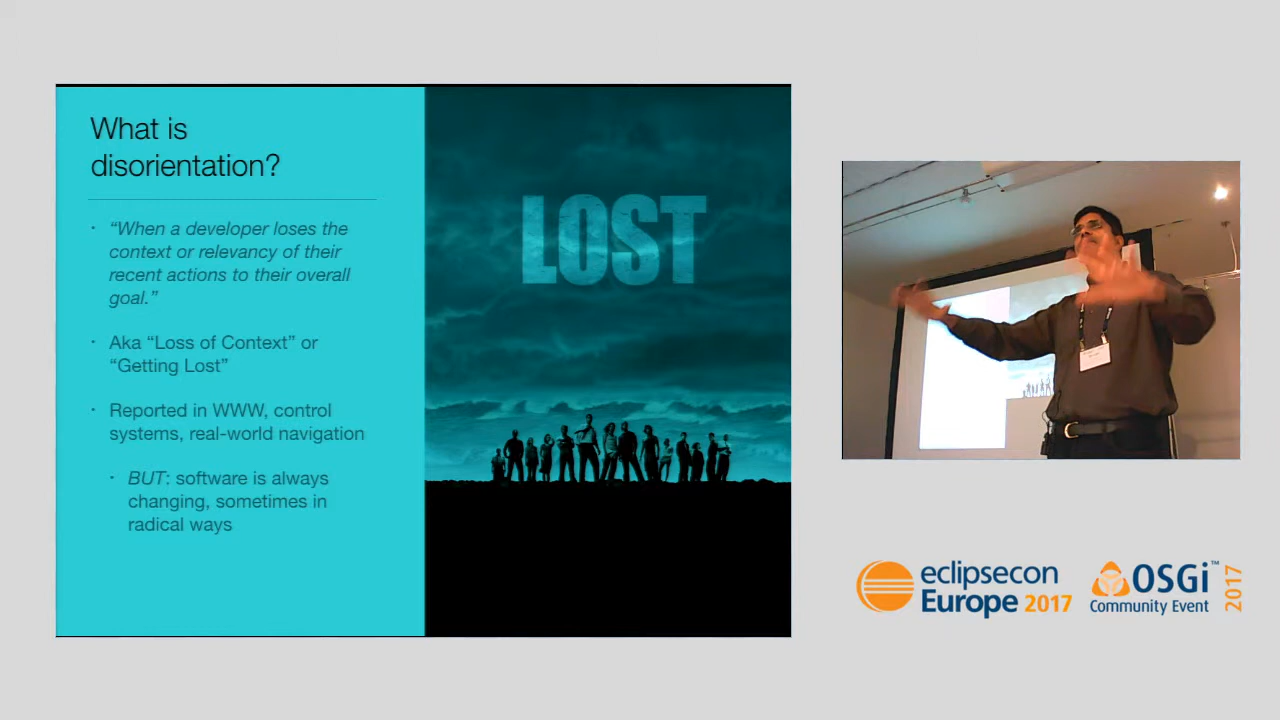 What is
disorientation?
• “When a developer loses the
context or relevancy of their
recent actions to their overall
goal.”
• Aka “Loss of Context” or
“Getting Lost”
• Reported in WWW, control
systems, real-world navigation
• BUT: software is always
changing, sometimes in
radical ways
LOST
eclipsecon
Europe 2017
OSGi™
Community Event
2017